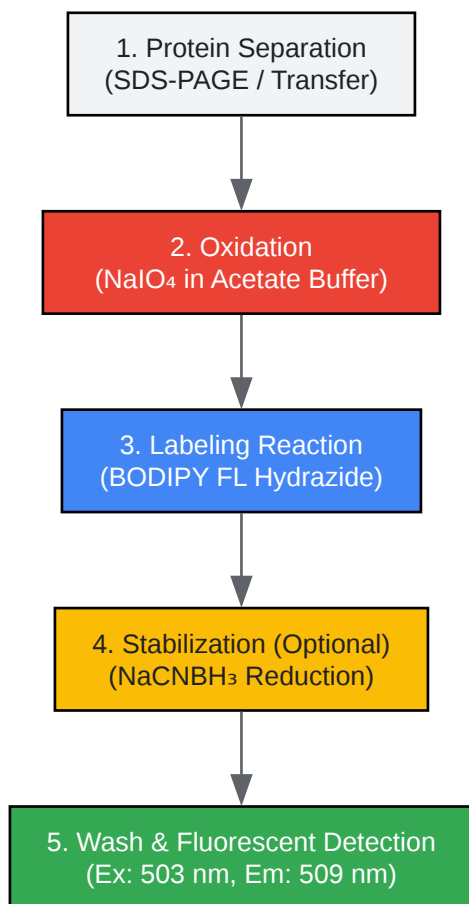 1. Protein Separation
(SDS-PAGE / Transfer)
2. Oxidation
(NaIO₄ in Acetate Buffer)
3. Labeling Reaction
(BODIPY FL Hydrazide)
4. Stabilization (Optional)
(NaCNBH₃ Reduction)
5. Wash & Fluorescent Detection
(Ex: 503 nm, Em: 509 nm)